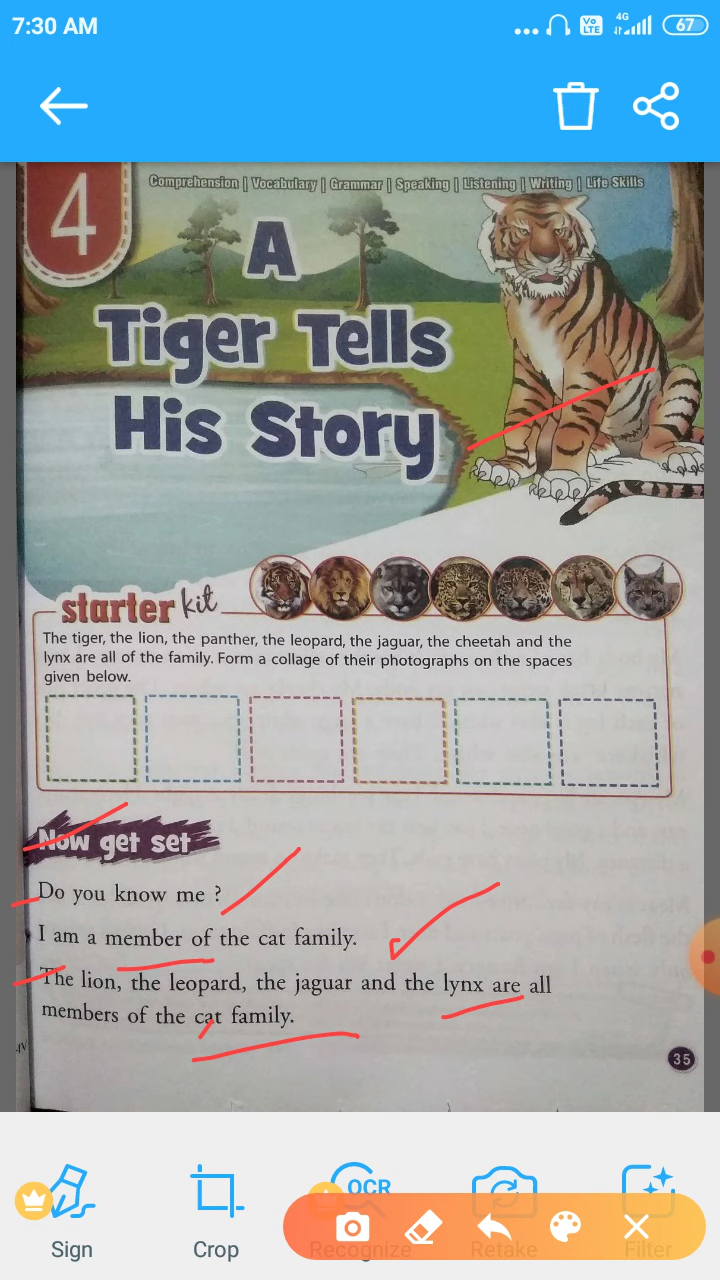 7:30 AM
4G
Vo LTE
67
4
Comprehension | Vocabulary | Grammar | Speaking | Listening | Writing | Life Skills
A
Tiger Tells
His Story
starter kit
The tiger, the lion, the panther, the leopard, the jaguar, the cheetah and the
lynx are all of the family. Form a collage of their photographs on the spaces
given below.
Now get set
Do you know me ?
I am a member of the cat family.
The lion, the leopard, the jaguar and the lynx are all
members of the cat family.
35
OCR
Sign
Crop
Recognize
Retake
Filter